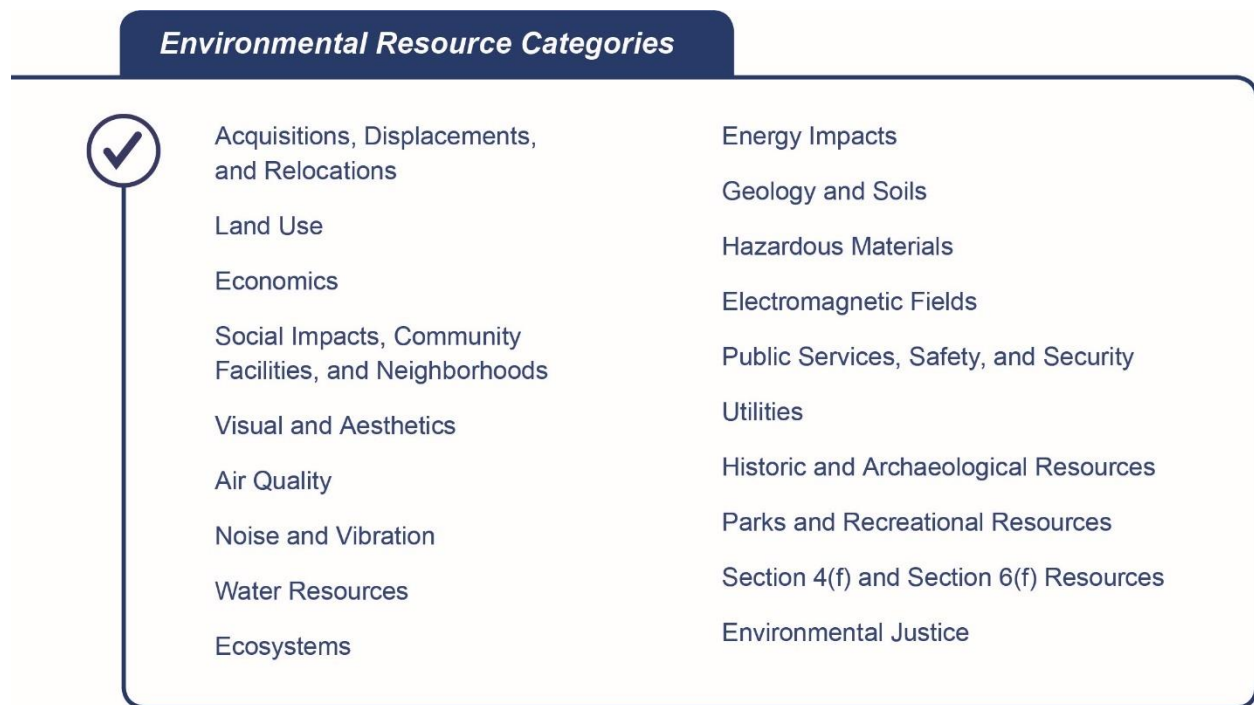 Environmental Resource Categories
Acquisitions, Displacements,
and Relocations
Land Use
Economics
Social Impacts, Community
Facilities, and Neighborhoods
Visual and Aesthetics
Air Quality
Noise and Vibration
Water Resources
Ecosystems
Energy Impacts
Geology and Soils
Hazardous Materials
Electromagnetic Fields
Public Services, Safety, and Security
Utilities
Historic and Archaeological Resources
Parks and Recreational Resources
Section 4(f) and Section 6(f) Resources
Environmental Justice